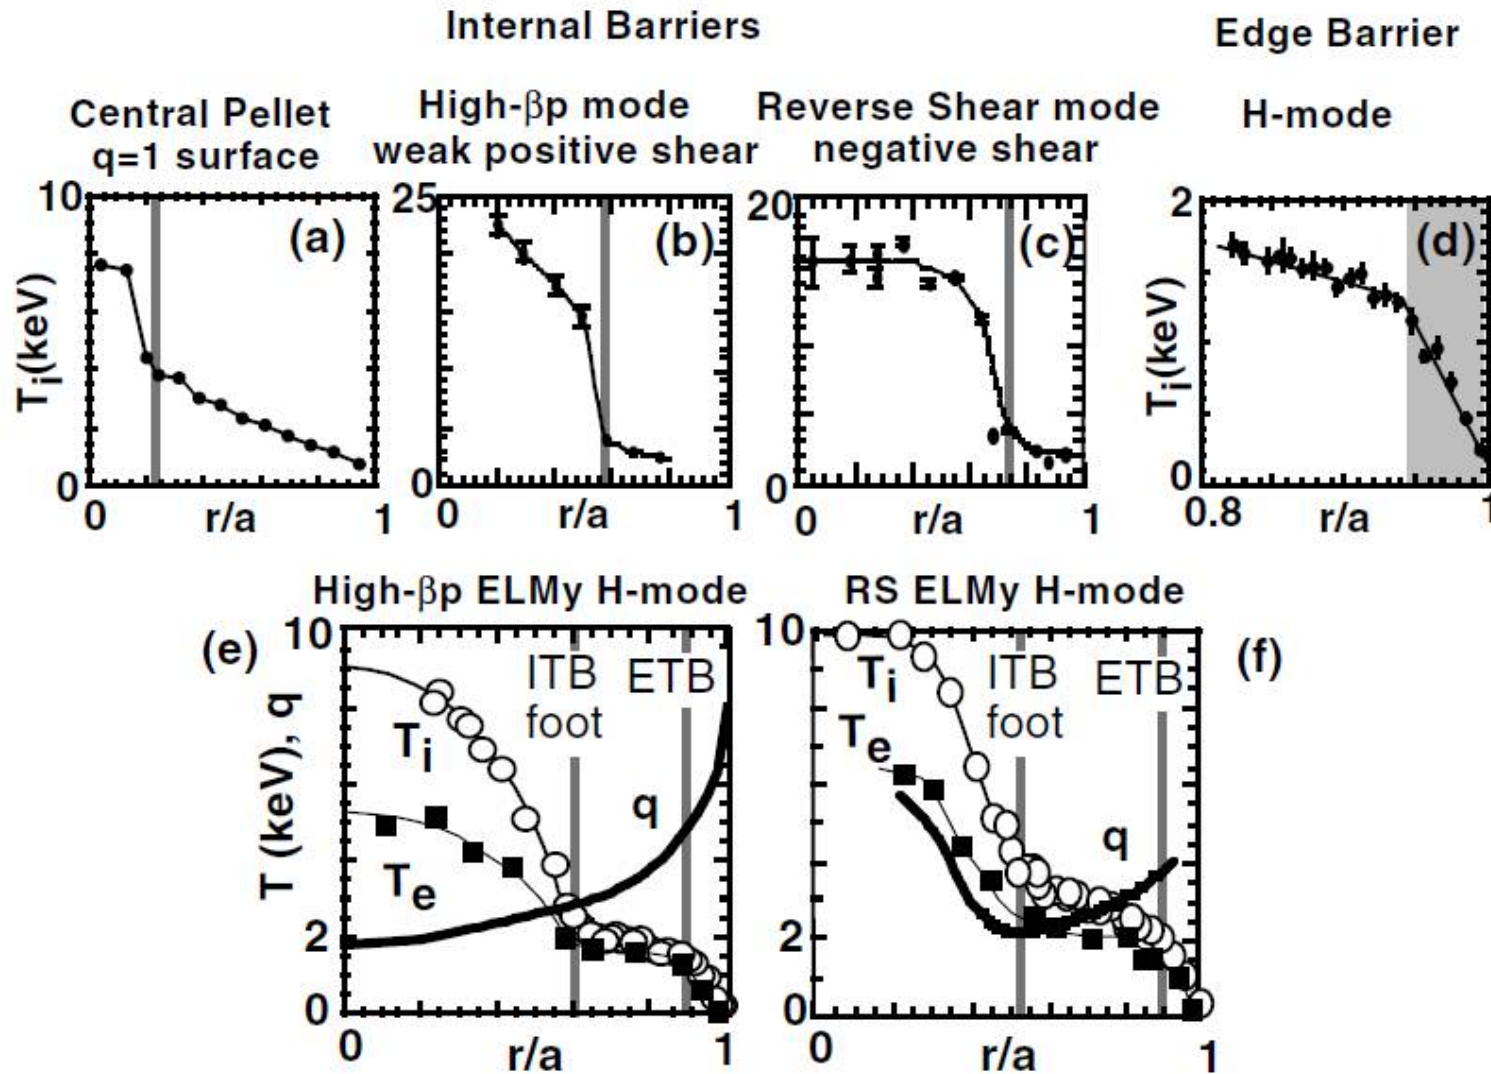 Internal Barriers
Edge Barrier
Central Pellet
q=1 surface
High-βp mode
weak positive shear
Reverse Shear mode
negative shear
H-mode
10
(a)
Ti(keV)
0
0
r/a
1
25
(b)
0
0
r/a
1
20
(c)
0
0
r/a
1
2
(d)
Ti(keV)
0
0.8
r/a
1
High-βp ELMy H-mode
(e)
10
ITB
foot
ETB
Ti
q
Te
T (keV), q
2
0
0
r/a
1
RS ELMy H-mode
(f)
10
Ti
ITB
foot
ETB
Te
q
2
0
0
r/a
1